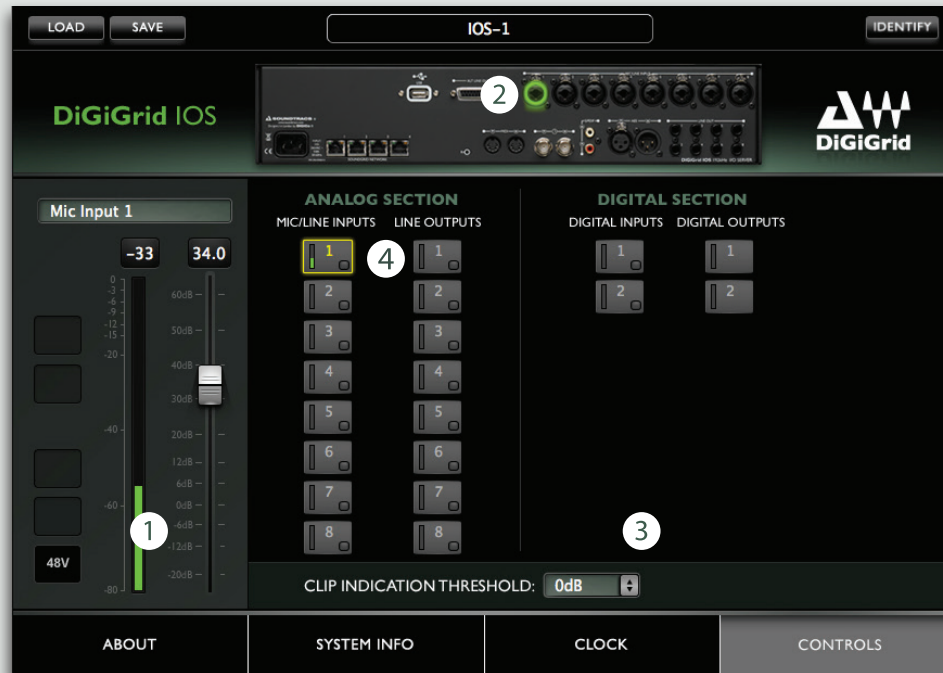 LOAD
SAVE
IOS-1
IDENTIFY
DiGiGrid IOS
2
DiGiGrid
Mic Input 1
-33
34.0
0
-3
-6
-9
-12
-15
-20
-40
-60
-80
60dB
50dB
40dB
30dB
20dB
12dB
6dB
0dB
-6dB
-12dB
-20dB
48V
1
ANALOG SECTION
MIC/LINE INPUTS
LINE OUTPUTS
1
4
1
2
2
3
3
4
4
5
5
6
6
7
7
8
8
DIGITAL SECTION
DIGITAL INPUTS
DIGITAL OUTPUTS
1
1
2
2
3
CLIP INDICATION THRESHOLD:
0dB
ABOUT
SYSTEM INFO
CLOCK
CONTROLS